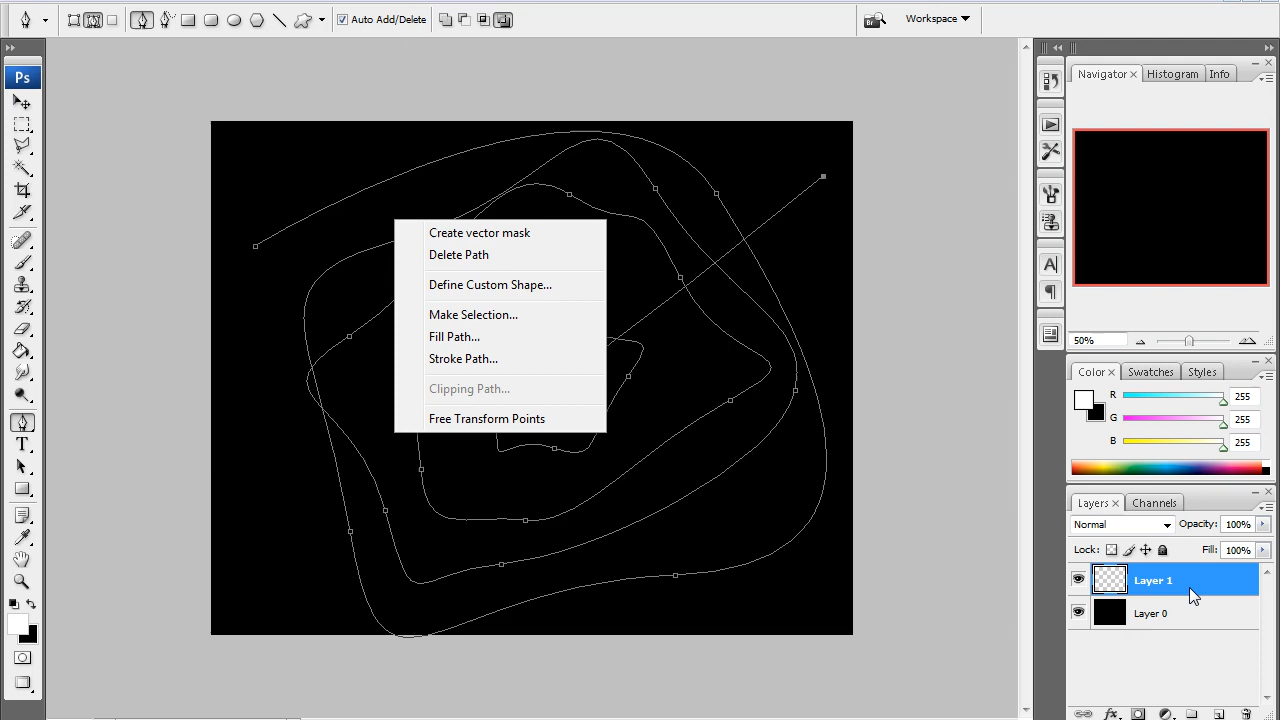 Auto Add/Delete
Br
Workspace
Ps
T
Create vector mask
Delete Path
Define Custom Shape...
Make Selection...
Fill Path...
Stroke Path...
Clipping Path...
Free Transform Points
A
Navigator
Histogram
Info
50%
Color
Swatches
Styles
R
255
G
255
B
255
Layers
Channels
Normal
Opacity:
100%
Lock:
Fill:
100%
Layer 1
Layer 0
fx